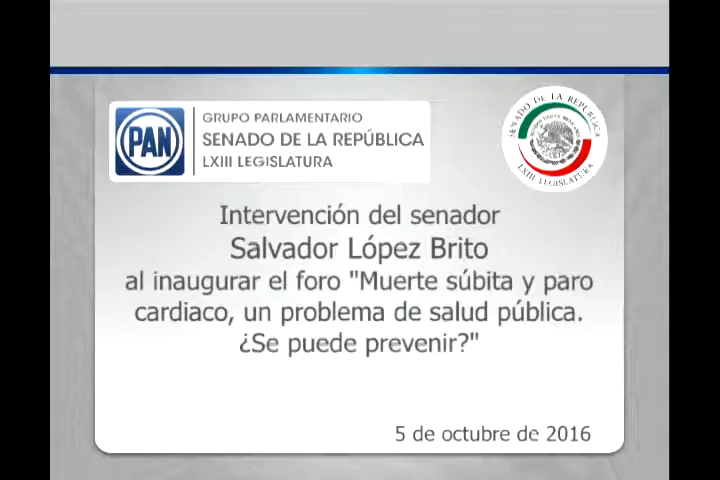 PAN
GRUPO PARLAMENTARIO
SENADO DE LA REPÚBLICA
LXIII LEGISLATURA
SENADO DE LA REPÚBLICA
LXIII LEGISLATURA
Intervención del senador
Salvador López Brito
al inaugurar el foro "Muerte súbita y paro
cardiaco, un problema de salud pública.
¿Se puede prevenir?"
5 de octubre de 2016